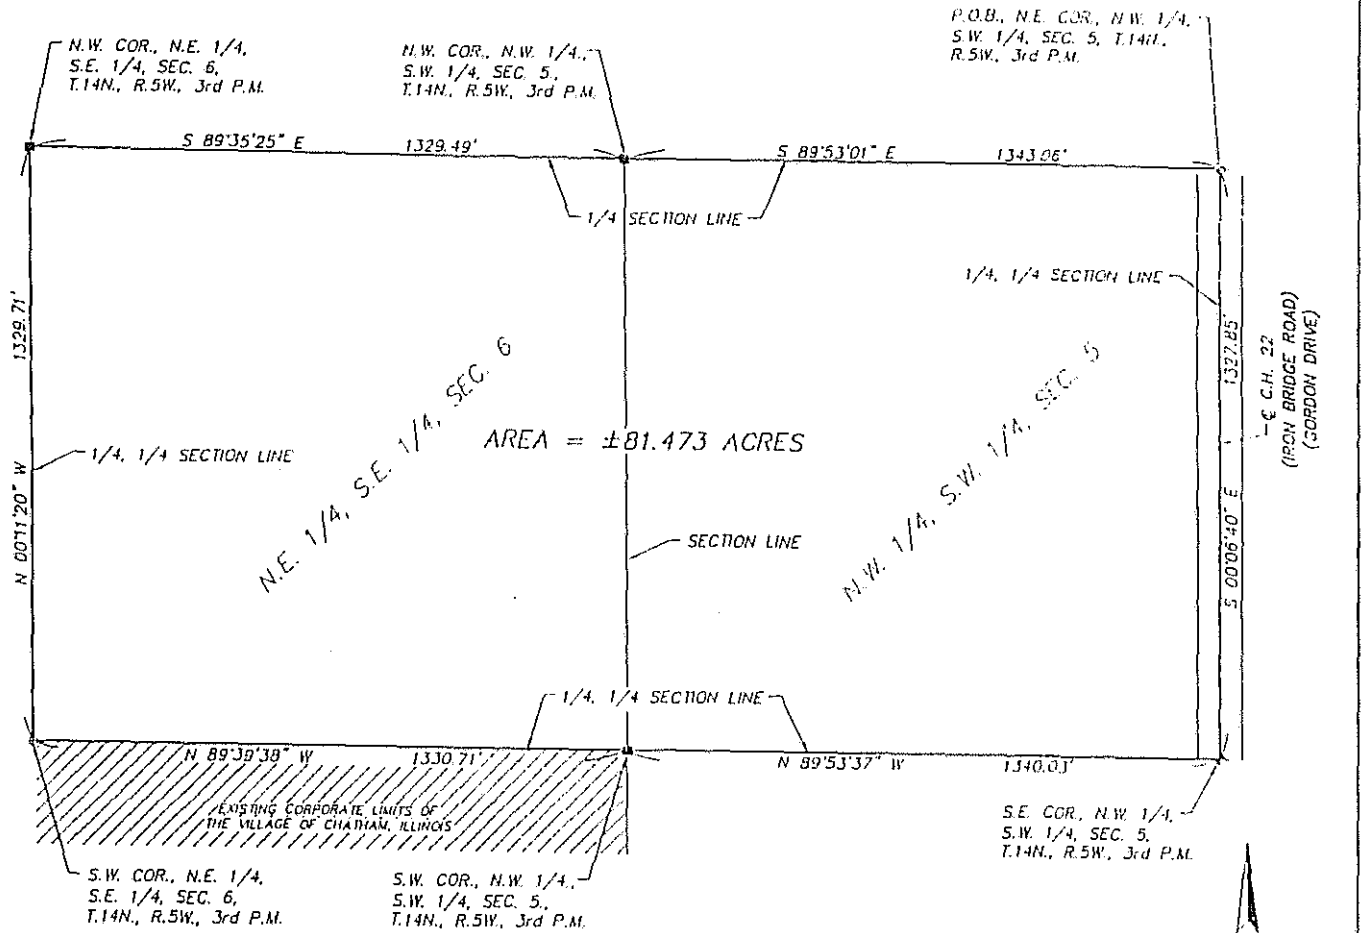 P.O.B., N.E. COR., N.W. 1/4,
S.W. 1/4, SEC. 5, T.14N.,
R.5W., 3rd P.M.
N.W. COR., N.E. 1/4,
S.E. 1/4, SEC. 6,
T.14N., R.5W., 3rd P.M.
N.W. COR., N.W. 1/4,
S.W. 1/4, SEC. 5.,
T.14N., R.5W., 3rd P.M.
S 89°35'25" E 1329.49'
S 89°53'01" E 1343.06'
1/4 SECTION LINE
1/4, 1/4 SECTION LINE
N 00°11'20" W 1329.71'
1/4, 1/4 SECTION LINE
N.E. 1/4, S.E. 1/4, SEC. 6
AREA = ±81.473 ACRES
N.W. 1/4, S.W. 1/4, SEC. 5
SECTION LINE
S 00°06'40" E 1327.85'
℄ C.H. 22
(IRON BRIDGE ROAD)
(GORDON DRIVE)
1/4, 1/4 SECTION LINE
N 89°39'38" W 1330.71'
N 89°53'37" W 1340.03'
EXISTING CORPORATE LIMITS OF
THE VILLAGE OF CHATHAM, ILLINOIS
S.E. COR., N.W. 1/4,
S.W. 1/4, SEC. 5,
T.14N., R.5W., 3rd P.M.
S.W. COR., N.E. 1/4,
S.E. 1/4, SEC. 6,
T.14N., R.5W., 3rd P.M.
S.W. COR., N.W. 1/4,
S.W. 1/4, SEC. 5.,
T.14N., R.5W., 3rd P.M.